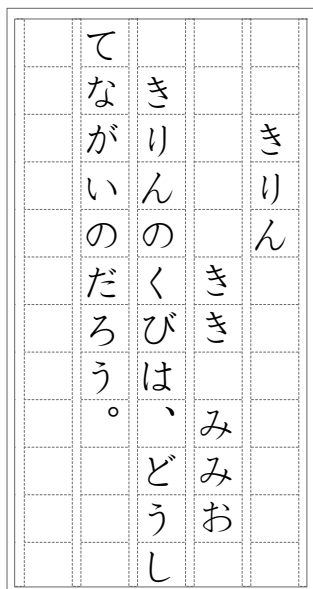 きりん
きき　みみお
きりんのくびは、どうし
てながいのだろう。